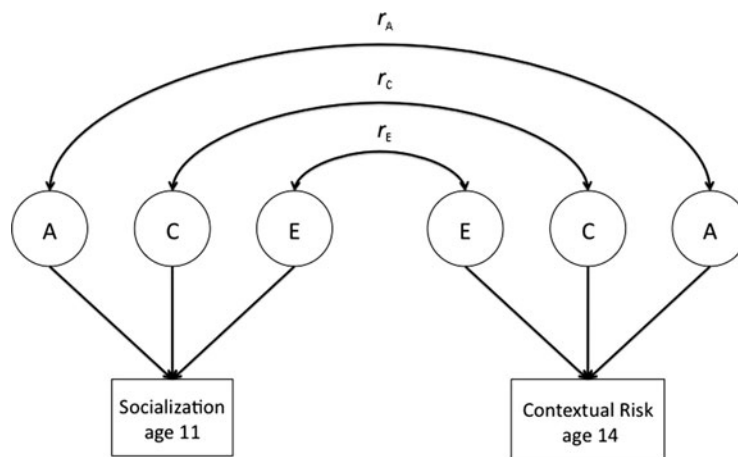 rA
rC
rE
A
C
E
E
C
A
Socialization
age 11
Contextual Risk
age 14